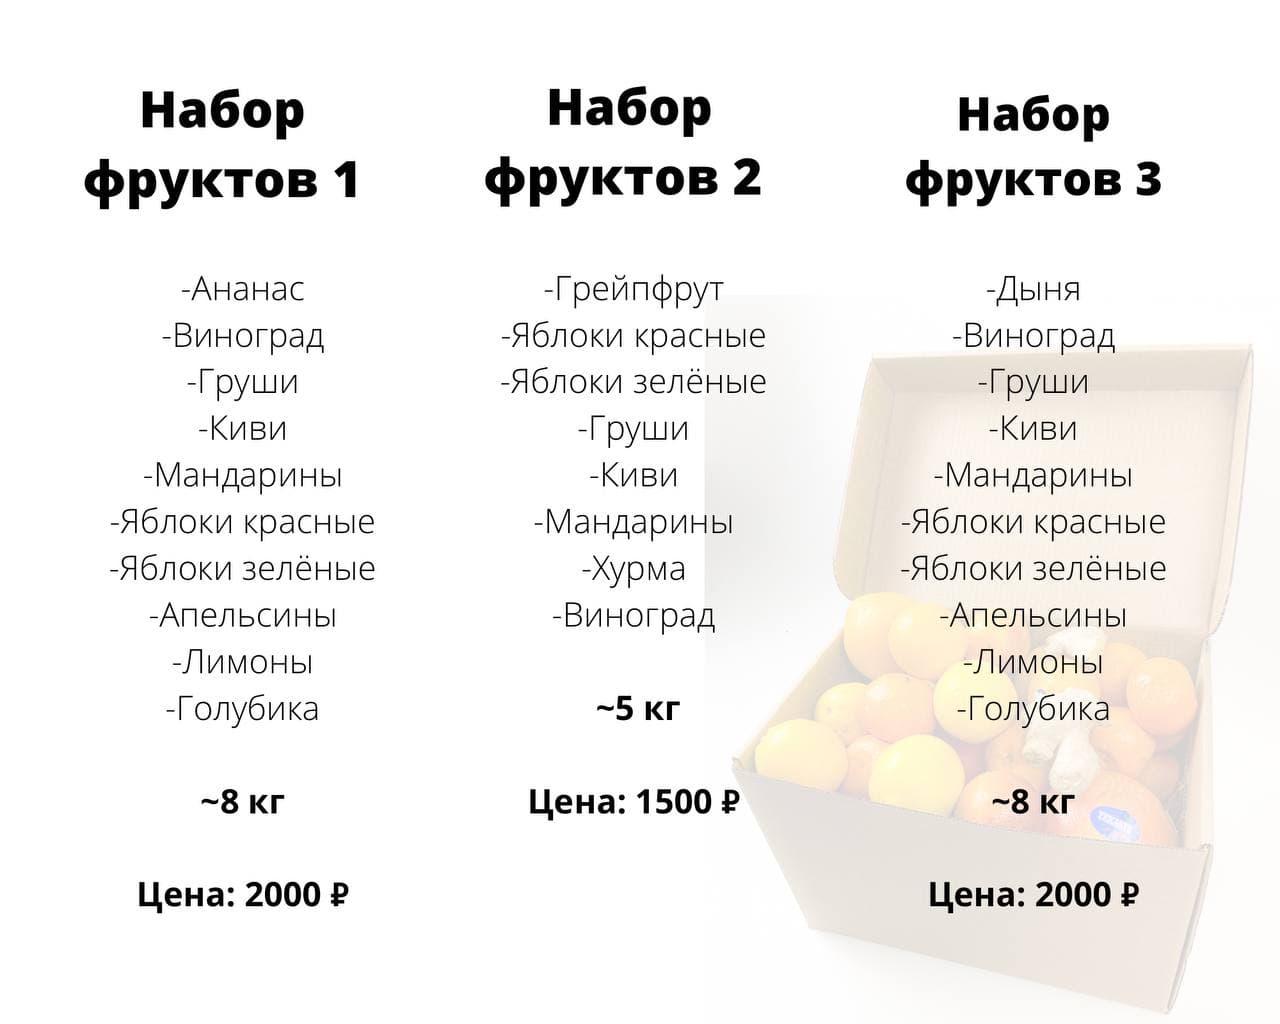 Набор
фруктов 1
-Ананас
-Виноград
-Груши
-Киви
-Мандарины
-Яблоки красные
-Яблоки зелёные
-Апельсины
-Лимоны
-Голубика
~8 кг
Цена: 2000 ₽
Набор
фруктов 2
-Грейпфрут
-Яблоки красные
-Яблоки зелёные
-Груши
-Киви
-Мандарины
-Хурма
-Виноград
~5 кг
Цена: 1500 ₽
Набор
фруктов 3
-Дыня
-Виноград
-Груши
-Киви
-Мандарины
-Яблоки красные
-Яблоки зелёные
-Апельсины
-Лимоны
-Голубика
~8 кг
Цена: 2000 ₽